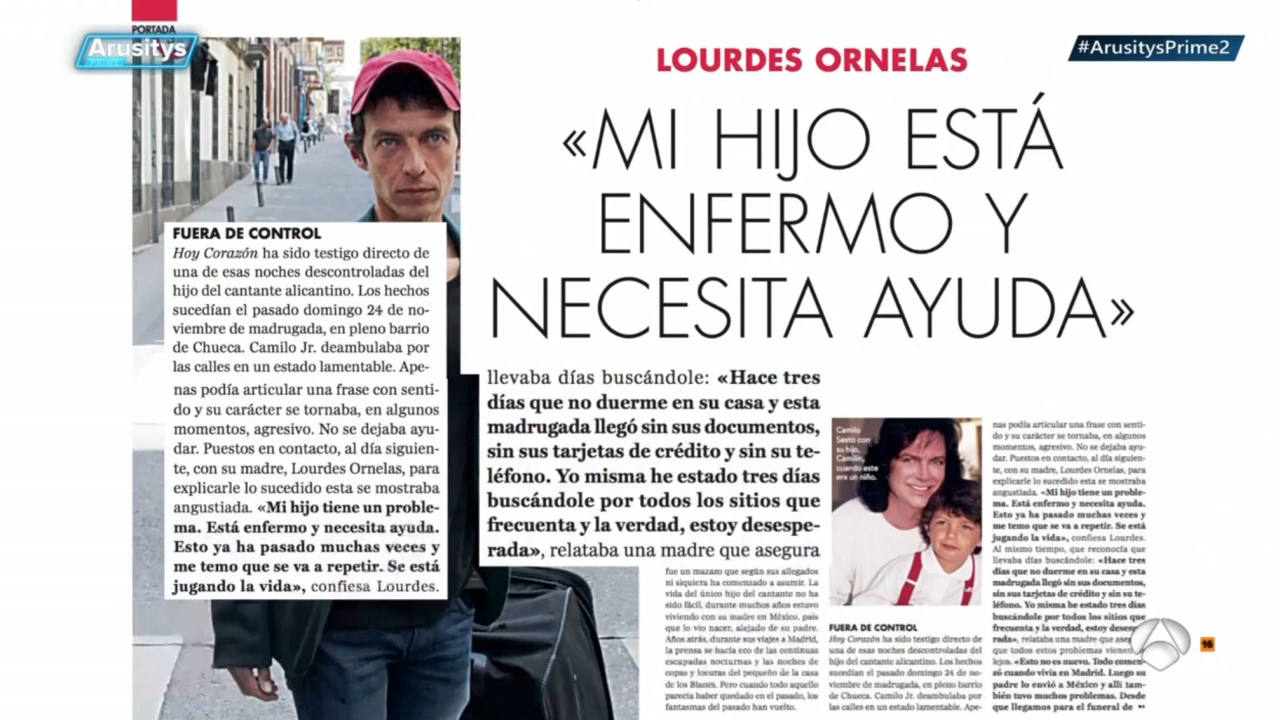 PORTADA
Arusitys
PRIME
#ArusitysPrime2
LOURDES ORNELAS
«MI HIJO ESTÁ
ENFERMO Y
NECESITA AYUDA»
FUERA DE CONTROL
Hoy Corazón ha sido testigo directo de
una de esas noches descontroladas del
hijo del cantante alicantino. Los hechos
sucedían el pasado domingo 24 de no-
viembre de madrugada, en pleno barrio
de Chueca. Camilo Jr. deambulaba por
las calles en un estado lamentable. Ape-
nas podía articular una frase con senti-
do y su carácter se tornaba, en algunos
momentos, agresivo. No se dejaba ayu-
dar. Puestos en contacto, al día siguien-
te, con su madre, Lourdes Ornelas, para
explicarle lo sucedido esta se mostraba
angustiada. «Mi hijo tiene un proble-
ma. Está enfermo y necesita ayuda.
Esto ya ha pasado muchas veces y
me temo que se va a repetir. Se está
jugando la vida», confiesa Lourdes.
llevaba días buscándole: «Hace tres
días que no duerme en su casa y esta
madrugada llegó sin sus documentos,
sin sus tarjetas de crédito y sin su te-
léfono. Yo misma he estado tres días
buscándole por todos los sitios que
frecuenta y la verdad, estoy desespe-
rada», relataba una madre que asegura
fue un mazazo que según sus allegados
ni siquiera ha comenzado a asumir. La
vida del único hijo del cantante no ha
sido fácil, durante muchos años estuvo
viviendo con su madre en México, país
que lo vio nacer, alejado de su padre.
Años atrás, durante sus viajes a Madrid,
la prensa se hacía eco de las continuas
escapadas nocturnas y las noches de
copas y locuras del pequeño de la casa
de los Blanes. Pero cuando todo aquello
parecía haber quedado en el pasado, los
fantasmas del pasado han vuelto.
Camilo
Sesto con
su hijo,
Camilín,
cuando este
era un niño.
FUERA DE CONTROL
Hoy Corazón ha sido testigo directo de
una de esas noches descontroladas del
hijo del cantante alicantino. Los hechos
sucedían el pasado domingo 24 de no-
viembre de madrugada, en pleno barrio
de Chueca. Camilo Jr. deambulaba por
las calles en un estado lamentable. Ape-
nas podía articular una frase con senti-
do y su carácter se tornaba, en algunos
momentos, agresivo. No se dejaba ayu-
dar. Puestos en contacto, al día siguien-
te, con su madre, Lourdes Ornelas, para
explicarle lo sucedido esta se mostraba
angustiada. «Mi hijo tiene un proble-
ma. Está enfermo y necesita ayuda.
Esto ya ha pasado muchas veces y
me temo que se va a repetir. Se está
jugando la vida», confiesa Lourdes.
Al mismo tiempo, que reconocía que
llevaba días buscándole: «Hace tres
días que no duerme en su casa y esta
madrugada llegó sin sus documentos,
sin sus tarjetas de crédito y sin su te-
léfono. Yo misma he estado tres días
buscándole por todos los sitios que
frecuenta y la verdad, estoy desespe-
rada», relataba una madre que
que todos estos problemas vienen
lejos. «Esto no es nuevo. Todo comen-
zó cuando vivía en Madrid. Luego su
padre lo envió a México y allí tam-
bién tuvo muchos problemas. Desde
que llegamos para el funeral de
16